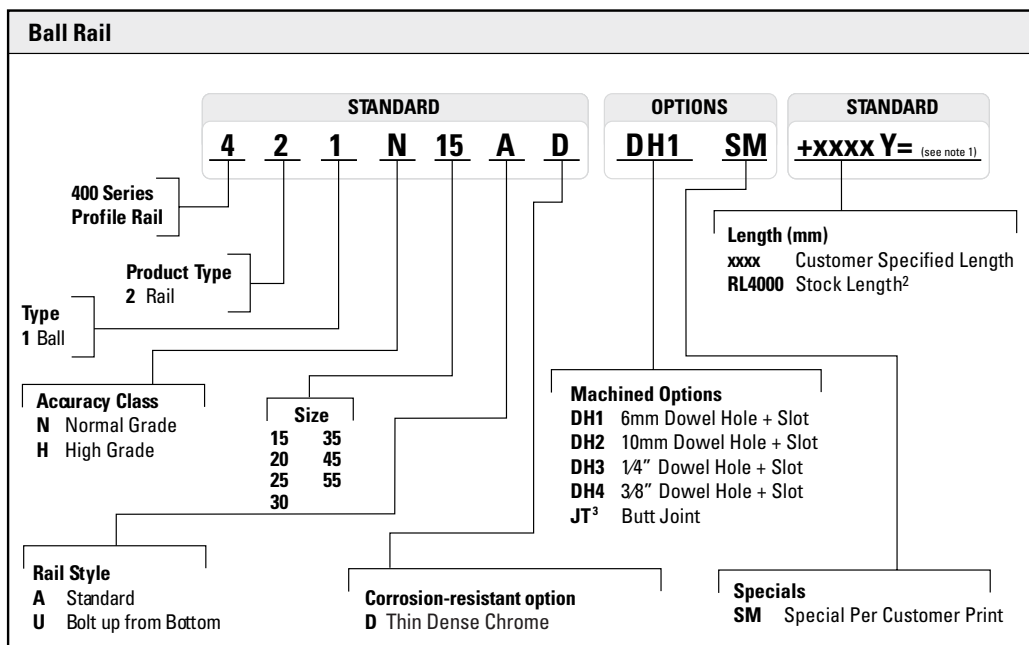 Ball Rail
STANDARD OPTIONS STANDARD
4 2 1 N 15 A D DH1 SM +xxxx Y= (see note 1)
400 Series
Profile Rail
Product Type
2 Rail
Type
1 Ball
Accuracy Class
N Normal Grade
H High Grade
Size
15 35
20 45
25 55
30
Rail Style
A Standard
U Bolt up from Bottom
Corrosion-resistant option
D Thin Dense Chrome
Length (mm)
xxxx Customer Specified Length
RL4000 Stock Length²
Machined Options
DH1 6mm Dowel Hole + Slot
DH2 10mm Dowel Hole + Slot
DH3 1/4” Dowel Hole + Slot
DH4 3/8” Dowel Hole + Slot
JT³ Butt Joint
Specials
SM Special Per Customer Print